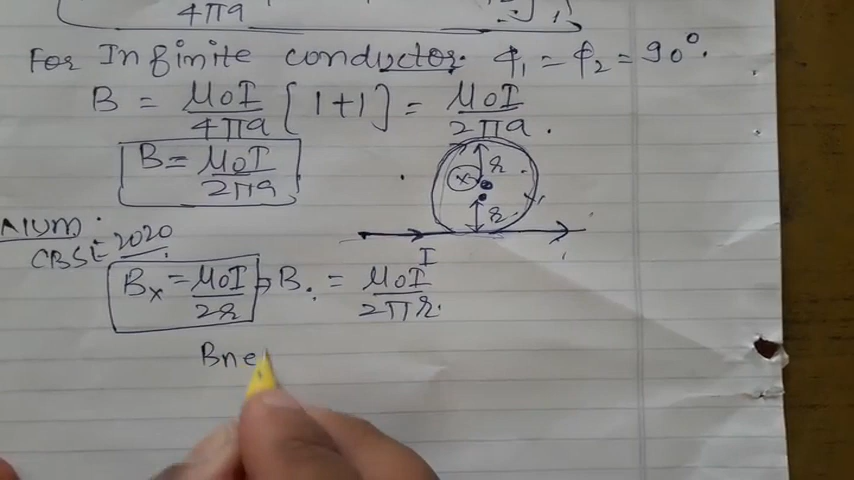 4πa
For Infinite conductor. φ₁ = φ₂ = 90°.
B = μ₀I/4πa [1+1] = μ₀I/2πa.
B = μ₀I/2πa
x r
r
AIUM.
CBSE 2020
I
Bx = μ₀I/2r, B. = μ₀I/2πr.
Bne